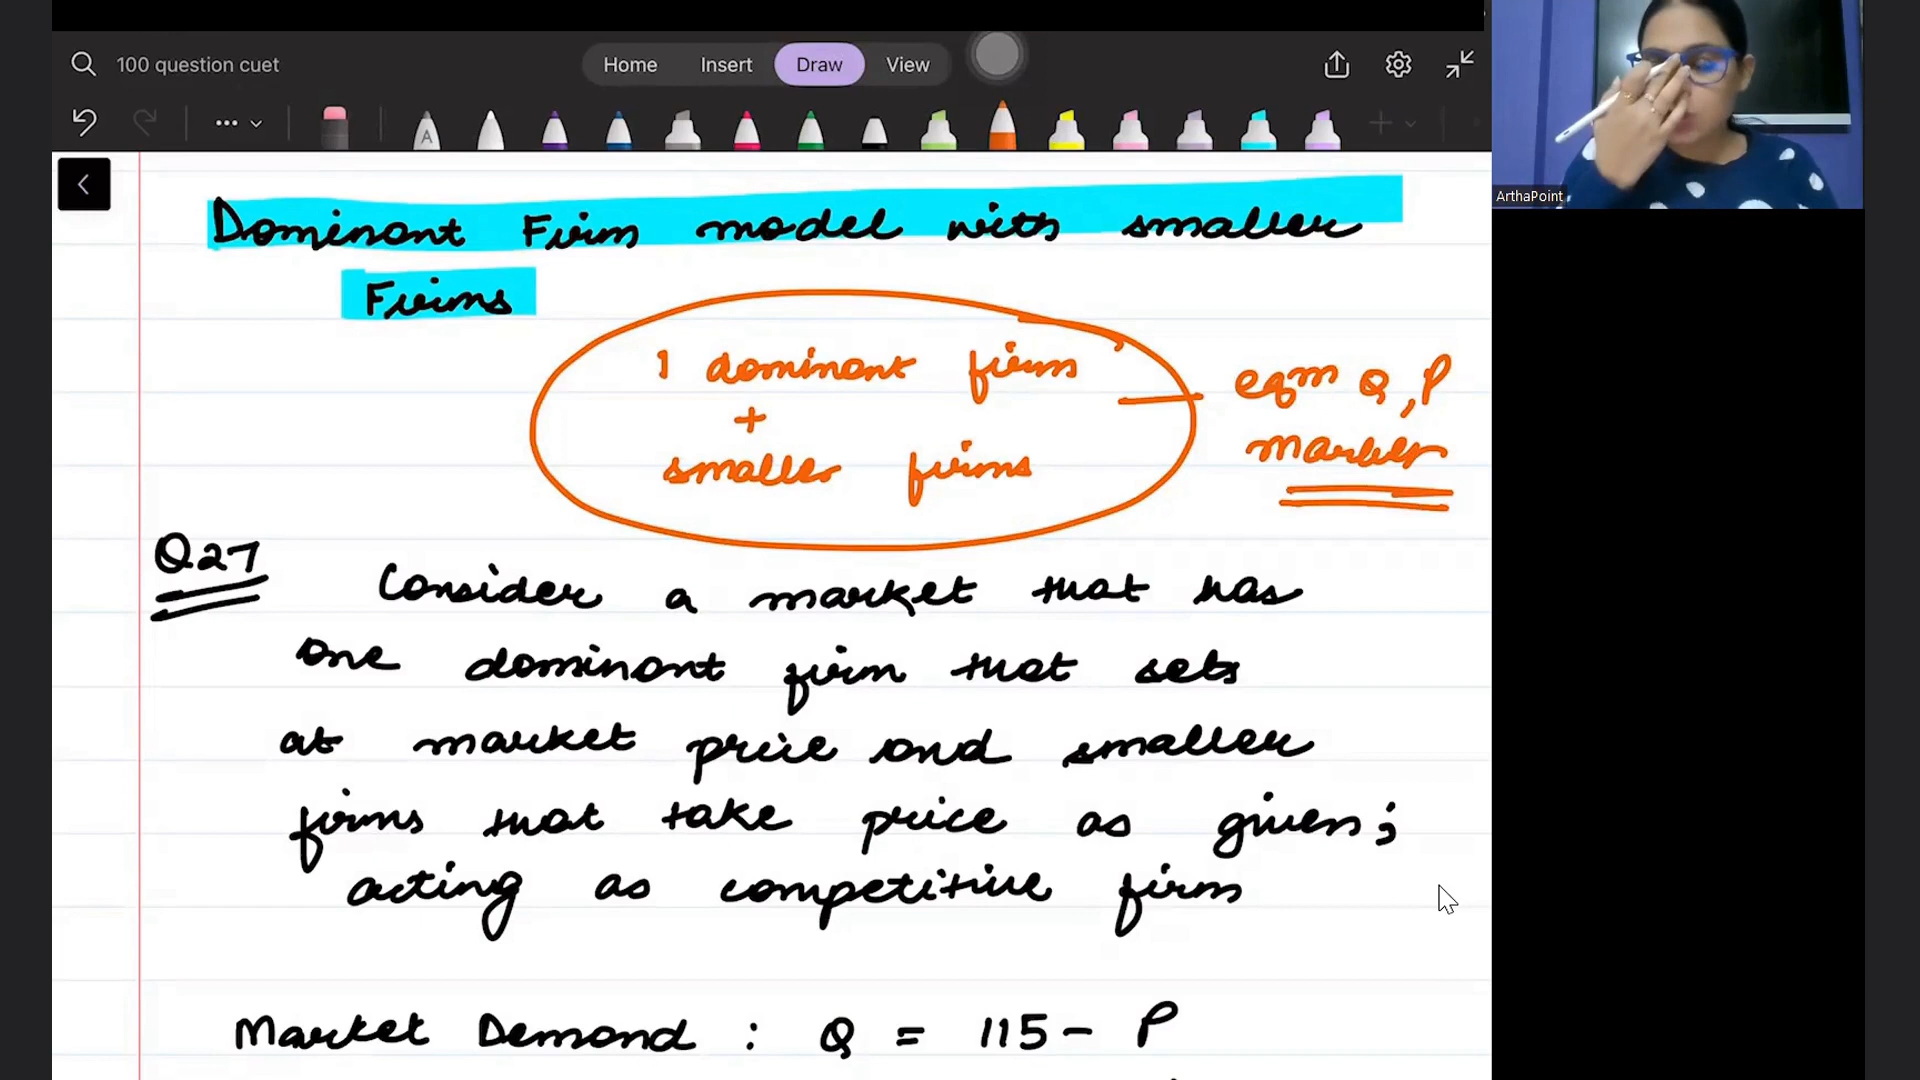 100 question cuet
Home Insert Draw View
A
ArthaPoint
Dominant Firm model with smaller
Firms
1 dominant firm
+
smaller firms
eqm Q, P
market
Q27
Consider a market that has
one dominant firm that sets
at market price and smaller
firms that take price as given;
acting as competitive firm
Market Demand : Q = 115 - P